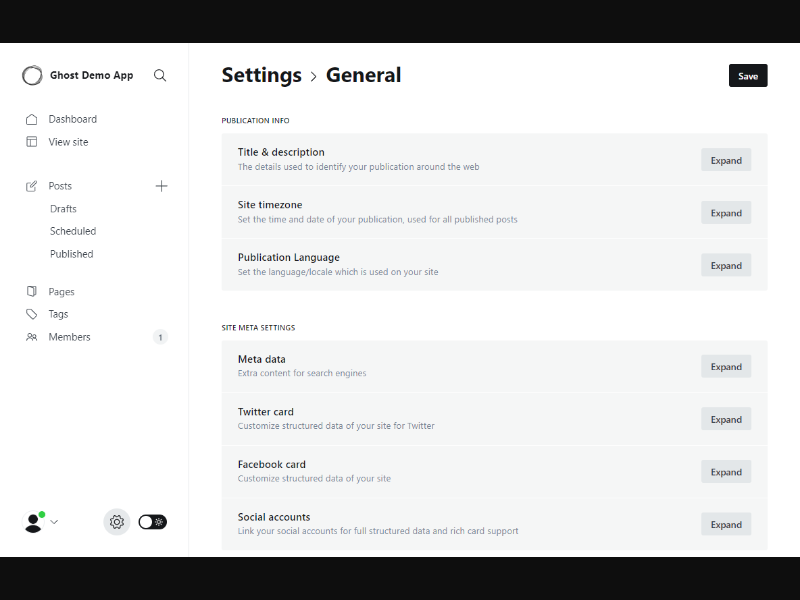 Ghost Demo App
Dashboard
View site
Posts
Drafts
Scheduled
Published
Pages
Tags
Members 1
Settings > General
Save
PUBLICATION INFO
Title & description
The details used to identify your publication around the web
Expand
Site timezone
Set the time and date of your publication, used for all published posts
Expand
Publication Language
Set the language/locale which is used on your site
Expand
SITE META SETTINGS
Meta data
Extra content for search engines
Expand
Twitter card
Customize structured data of your site for Twitter
Expand
Facebook card
Customize structured data of your site
Expand
Social accounts
Link your social accounts for full structured data and rich card support
Expand